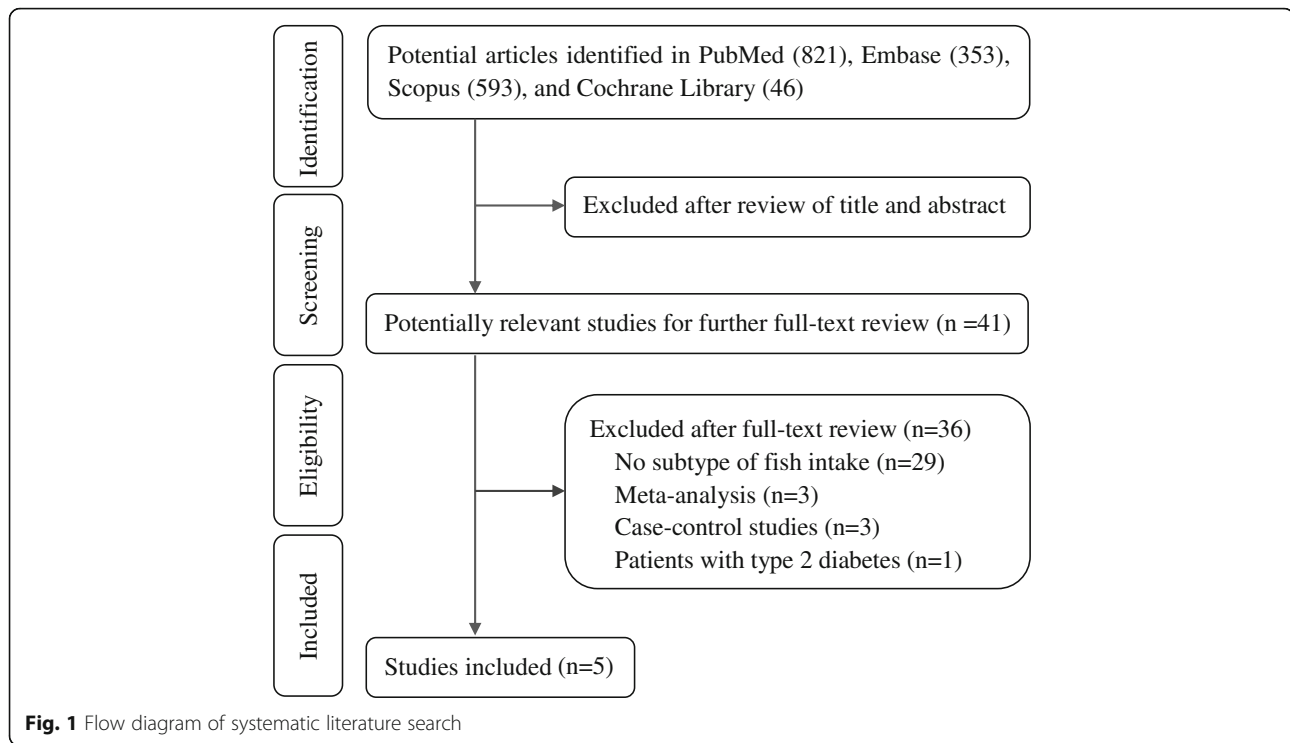 Identification
Potential articles identified in PubMed (821), Embase (353),
Scopus (593), and Cochrane Library (46)
Screening
Excluded after review of title and abstract
Potentially relevant studies for further full-text review (n =41)
Eligibility
Excluded after full-text review (n=36)
No subtype of fish intake (n=29)
Meta-analysis (n=3)
Case-control studies (n=3)
Patients with type 2 diabetes (n=1)
Included
Studies included (n=5)
Fig. 1 Flow diagram of systematic literature search